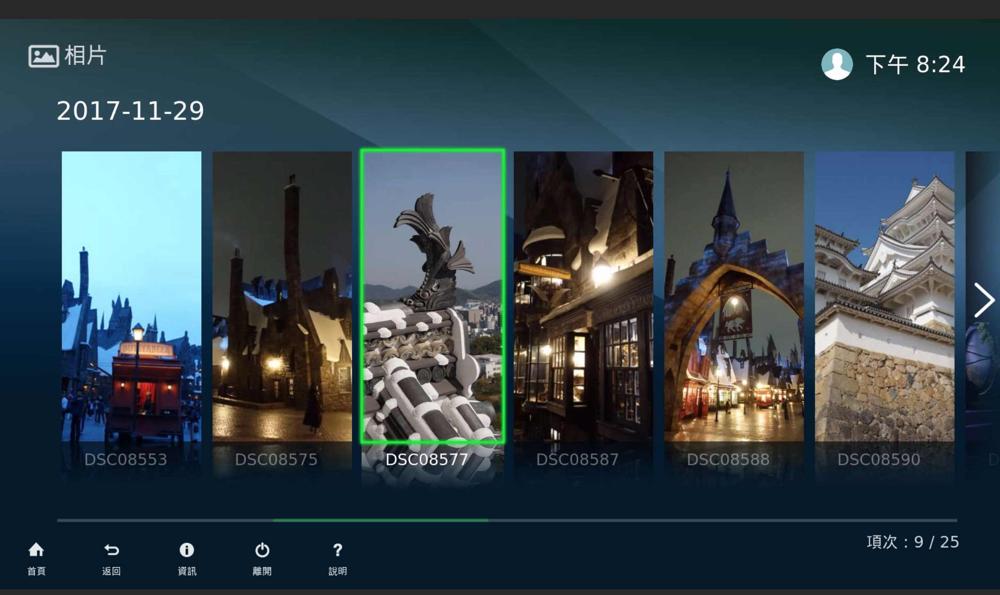 相片
下午 8:24
2017-11-29
BUTTERBEER
DSC08553
DSC08575
DSC08577
DSC08587
DSC08588
DSC08590
項次：9 / 25
首頁
返回
資訊
離開
說明